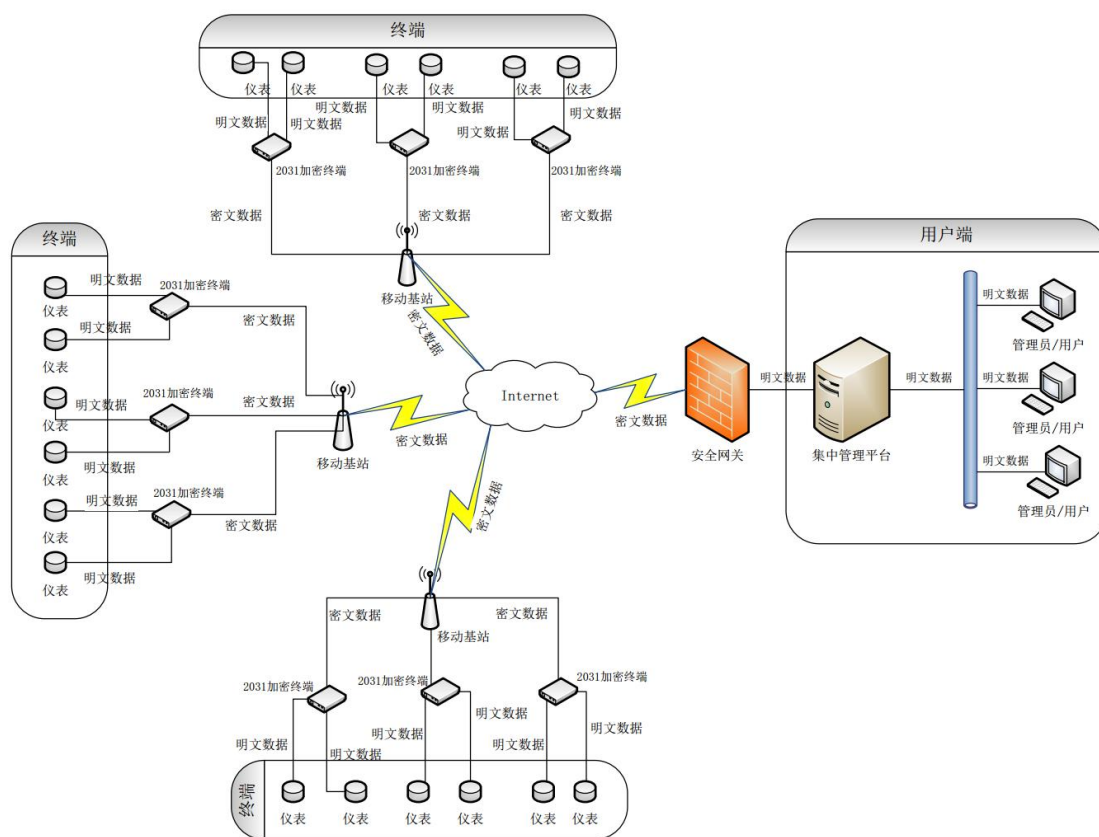 终端
仪表 仪表 仪表 仪表 仪表 仪表
明文数据 明文数据 明文数据
明文数据 明文数据 明文数据
2031加密终端 2031加密终端 2031加密终端
密文数据 密文数据 密文数据
移动基站
密文数据
终端
明文数据
2031加密终端
仪表
密文数据
明文数据
仪表
2031加密终端
明文数据
密文数据
仪表
明文数据
仪表
2031加密终端
明文数据
密文数据
仪表
明文数据
仪表
移动基站
密文数据
Internet
密文数据
安全网关
明文数据
用户端
集中管理平台
明文数据
明文数据
管理员/用户
明文数据
管理员/用户
明文数据
管理员/用户
密文数据
移动基站
密文数据 密文数据
2031加密终端 2031加密终端 2031加密终端
明文数据 明文数据 明文数据
明文数据 明文数据 明文数据
终端
仪表 仪表 仪表 仪表 仪表 仪表